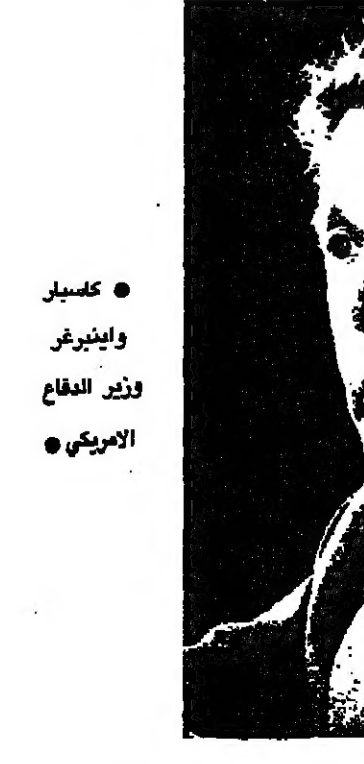 ● كاسبار
واينبرغر
وزير الدفاع
الامريكي ●